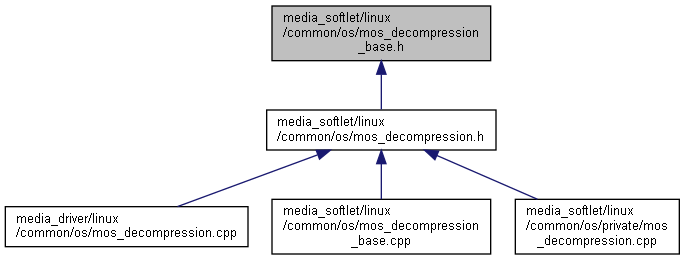 media_softlet/linux
/common/os/mos_decompression
_base.h
media_softlet/linux
/common/os/mos_decompression.h
media_driver/linux
/common/os/mos_decompression.cpp
media_softlet/linux
/common/os/mos_decompression
_base.cpp
media_softlet/linux
/common/os/private/mos
_decompression.cpp